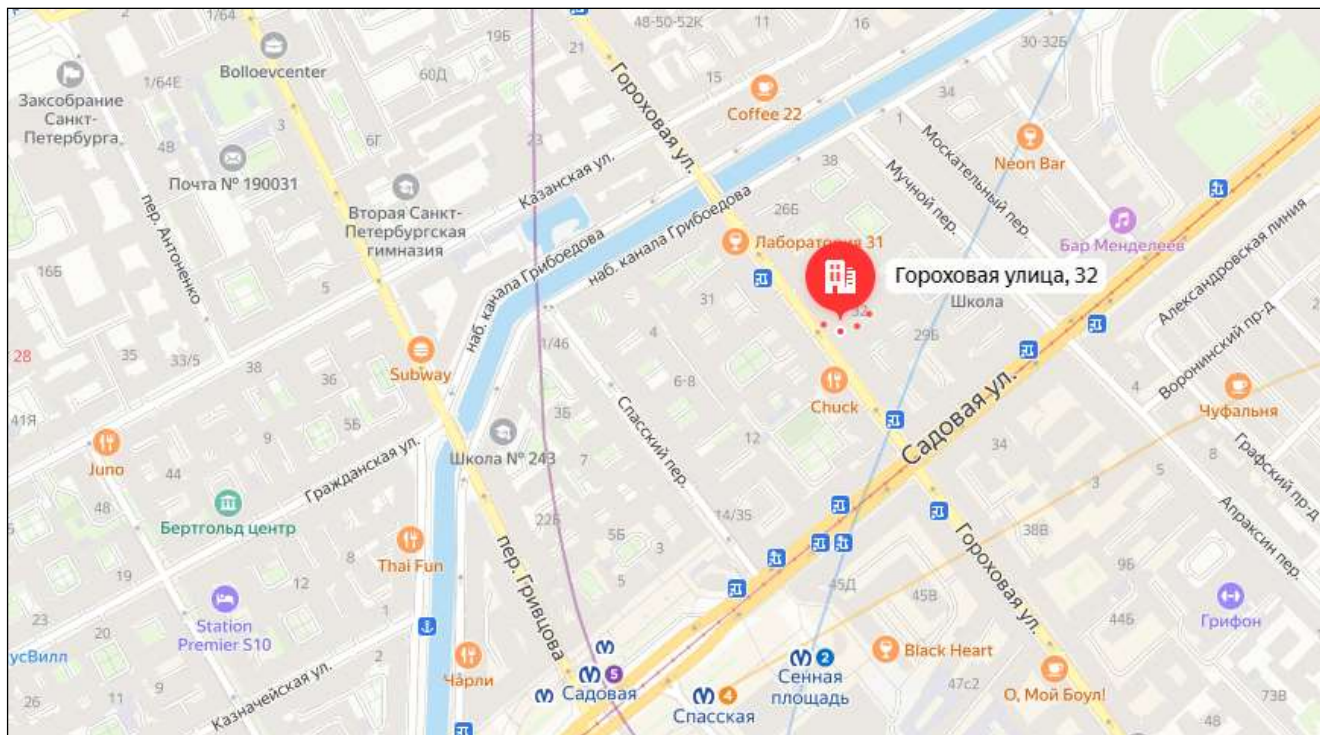 1/64
19Б
48-50-52К
11
16
21
30-32Б
Bolloevcenter
60Д
15
Гороховая ул.
Заксобрание
Санкт-
Петербурга
1/64Е
Coffee 22
34
3
1
4В
6Г
23
Москательный пер.
Neon Bar
Почта № 190031
Казанская ул.
38
Мучной пер.
Вторая Санкт-
Петербургская
гимназия
пер. Антоненко
наб. канала Грибоедова
наб. канала Грибоедова
26Б
Лаборатория 31
Бар Менделеев
Александровская линия
16Б
5
Гороховая улица, 32
Школа
31
32
29Б
28
35
33/5
38
36
1/46
4
Воронинский пр-д
2
Subway
6-8
Chuck
4
Чуфальня
41Я
9
5Б
3Б
Спасский пер.
Садовая ул.
Juno
44
Гражданская ул.
Школа № 243
7
12
34
8
Графский пр-д
5
3
48
Бертгольд центр
22Б
14/35
Апраксин пер.
5Б
3
38В
19
12
8
Thai Fun
пер. Гривцова
5
Гороховая ул.
9Б
45Д
45В
23
20
Station
Premier S10
1
44Б
Грифон
усВилл
2
Чарли
5
Садовая
2
Сенная
площадь
Black Heart
26
11
9
Казначейская ул.
4
Спасская
47с2
О, Мой Боул!
73В
48